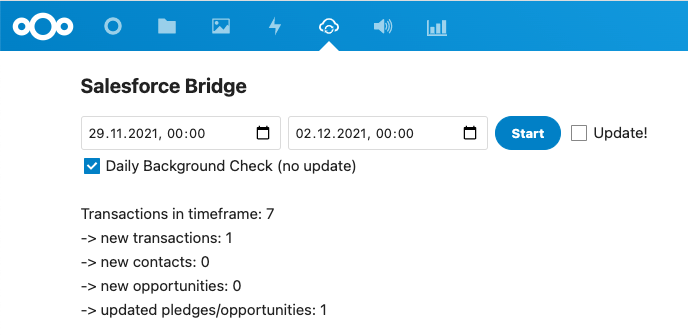 Salesforce Bridge
29.11.2021, 00:00 02.12.2021, 00:00 Start Update!
Daily Background Check (no update)
Transactions in timeframe: 7
-> new transactions: 1
-> new contacts: 0
-> new opportunities: 0
-> updated pledges/opportunities: 1